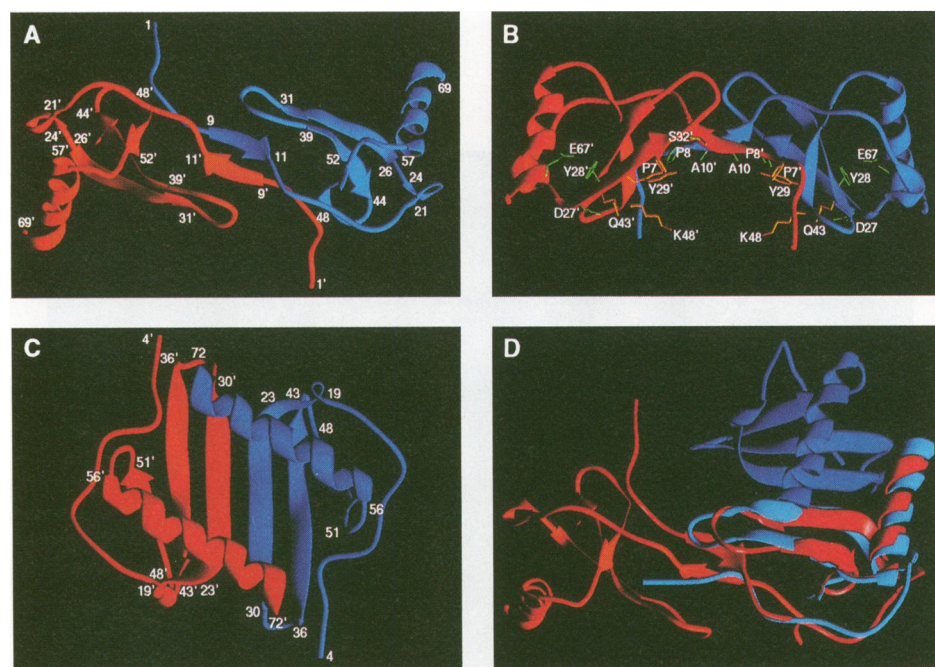 A
1
48'
31
69
21'
44'
9
39
24'
26'
52
57
57'
11
26
52'
11'
24
39'
9'
44
21
31'
48
69'
1'
B
S32'
E67'
P8
P8'
E67
P7
A10'
A10
P7'
Y28'
Y28
Y29'
Y29
D27'
Q43'
Q43
D27
K48'
K48
C
4'
36'
72
30'
23
43
19
48
51'
56'
56
51
48'
19'
43'
23'
30
72'
36
4
D